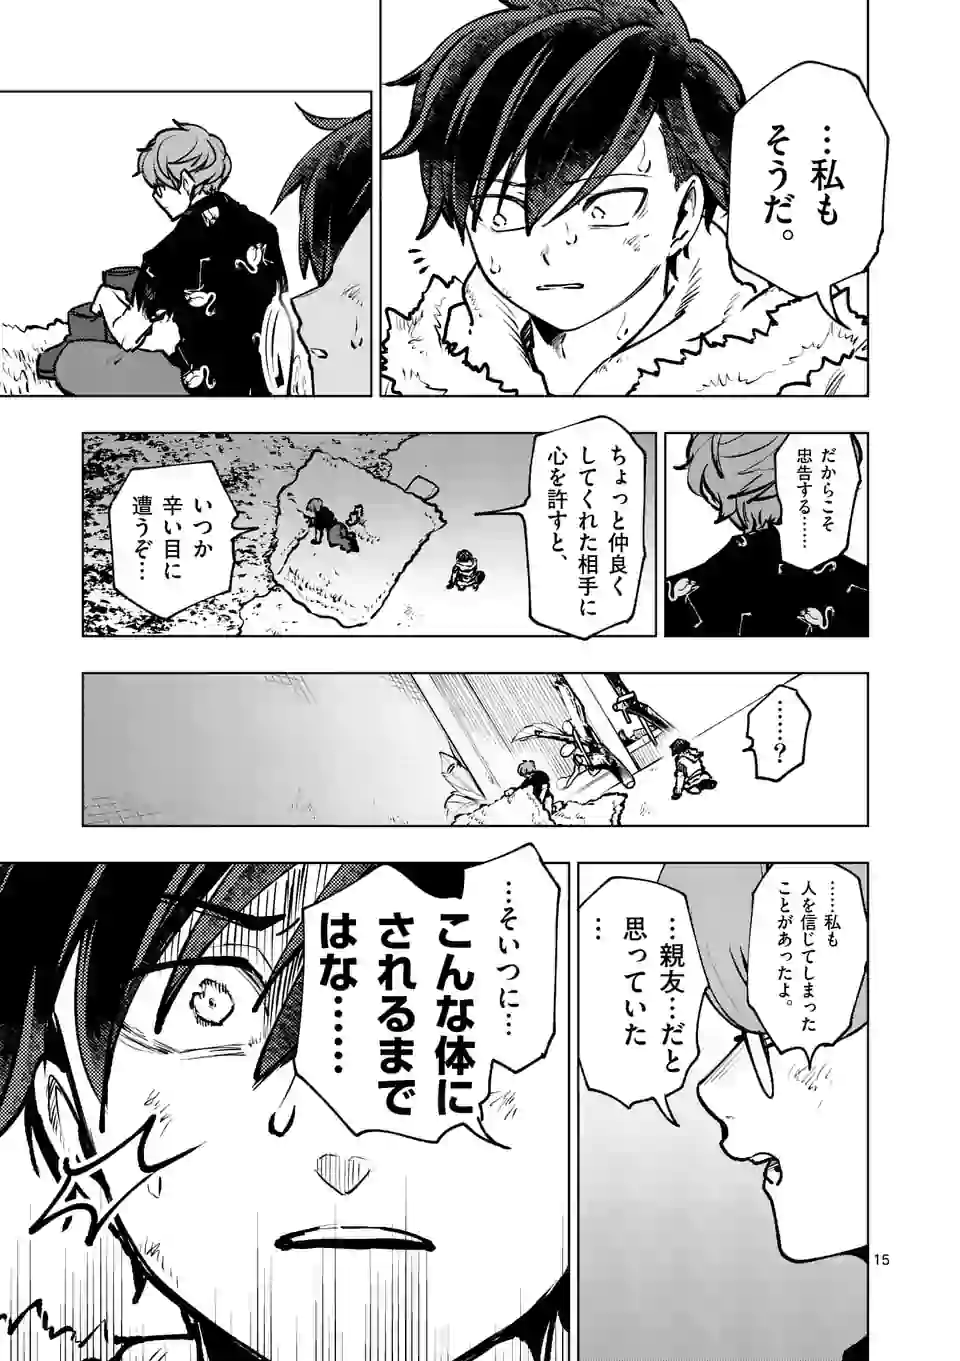 …私も
そうだ。
だからこそ
忠告する……
ちょっと仲良く
してくれた相手に
心を許すと、
いつか
辛い目に
遭うぞ…
……？
……私も
人を信じてしまった
ことがあったよ。
…親友…だと
思っていた
…
…そいつに…
こんな体に
されるまで
はな……
15